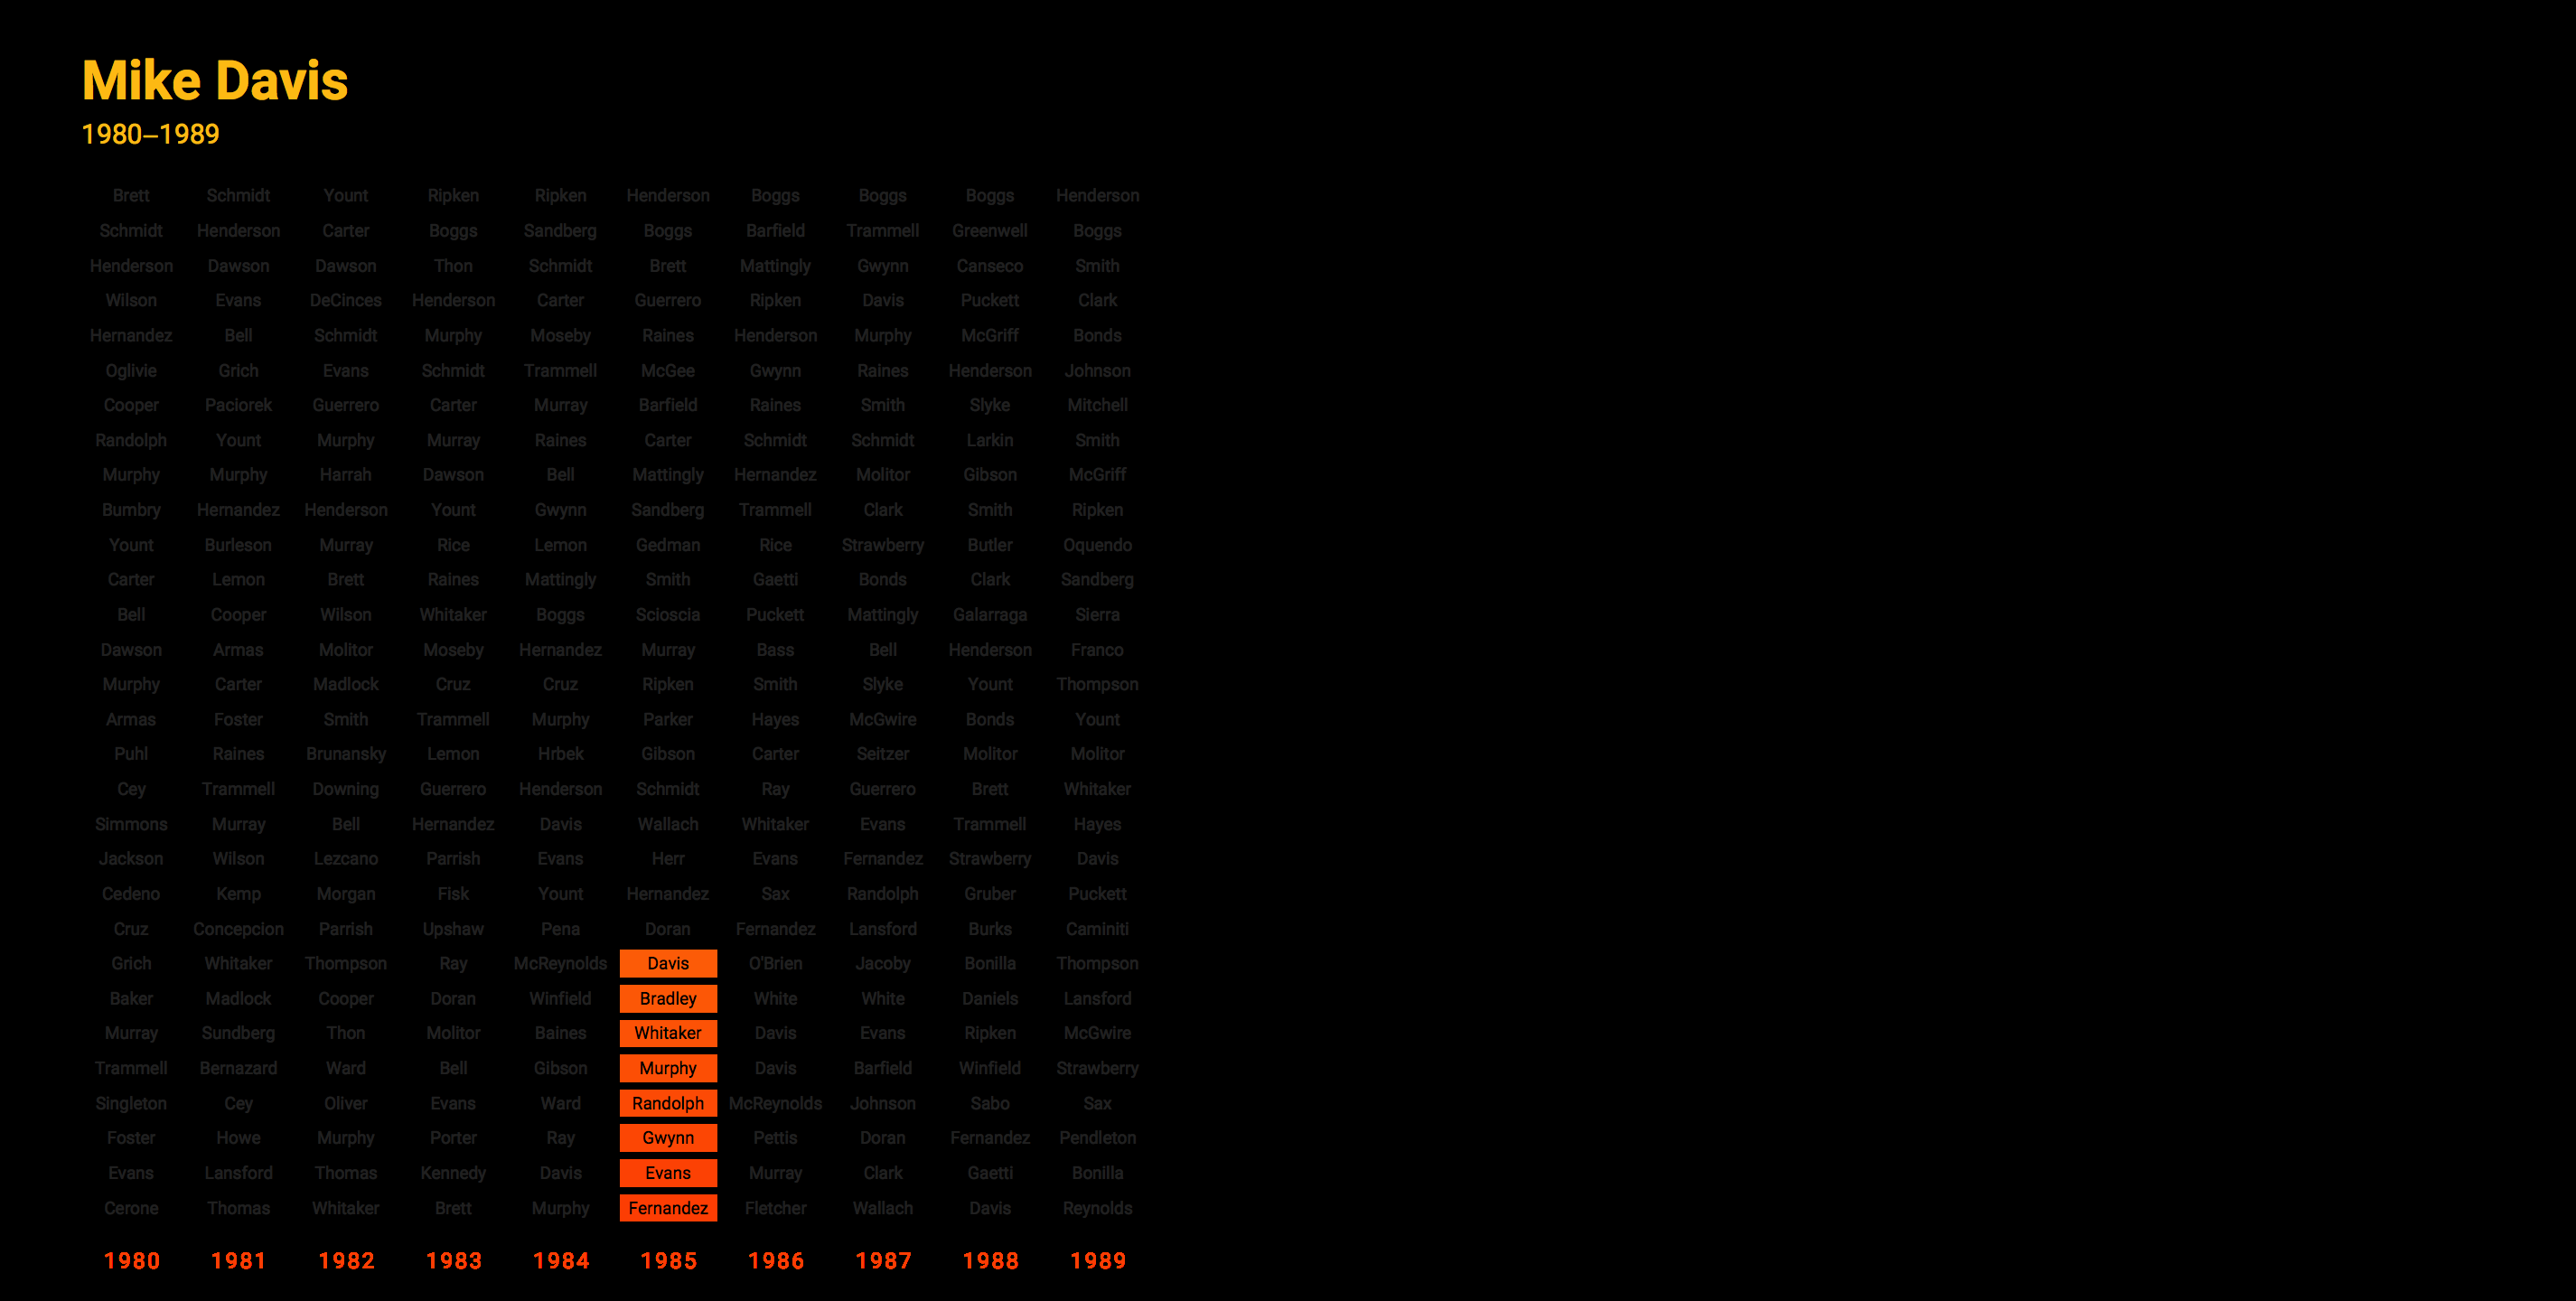 Mike Davis
1980–1989
Brett Schmidt Yount Ripken Ripken Henderson Boggs Boggs Boggs Henderson
Schmidt Henderson Carter Boggs Sandberg Boggs Barfield Trammell Greenwell Boggs
Henderson Dawson Dawson Thon Schmidt Brett Mattingly Gwynn Canseco Smith
Wilson Evans DeCinces Henderson Carter Guerrero Ripken Davis Puckett Clark
Hernandez Bell Schmidt Murphy Moseby Raines Henderson Murphy McGriff Bonds
Oglivie Grich Evans Schmidt Trammell McGee Gwynn Raines Henderson Johnson
Cooper Paciorek Guerrero Carter Murray Barfield Raines Smith Slyke Mitchell
Randolph Yount Murphy Murray Raines Carter Schmidt Schmidt Larkin Smith
Murphy Murphy Harrah Dawson Bell Mattingly Hernandez Molitor Gibson McGriff
Bumbry Hernandez Henderson Yount Gwynn Sandberg Trammell Clark Smith Ripken
Yount Burleson Murray Rice Lemon Gedman Rice Strawberry Butler Oquendo
Carter Lemon Brett Raines Mattingly Smith Gaetti Bonds Clark Sandberg
Bell Cooper Wilson Whitaker Boggs Scioscia Puckett Mattingly Galarraga Sierra
Dawson Armas Molitor Moseby Hernandez Murray Bass Bell Henderson Franco
Murphy Carter Madlock Cruz Cruz Ripken Smith Slyke Yount Thompson
Armas Foster Smith Trammell Murphy Parker Hayes McGwire Bonds Yount
Puhl Raines Brunansky Lemon Hrbek Gibson Carter Seitzer Molitor Molitor
Cey Trammell Downing Guerrero Henderson Schmidt Ray Guerrero Brett Whitaker
Simmons Murray Bell Hernandez Davis Wallach Whitaker Evans Trammell Hayes
Jackson Wilson Lezcano Parrish Evans Herr Evans Fernandez Strawberry Davis
Cedeno Kemp Morgan Fisk Yount Hernandez Sax Randolph Gruber Puckett
Cruz Concepcion Parrish Upshaw Pena Doran Fernandez Lansford Burks Caminiti
Grich Whitaker Thompson Ray McReynolds Davis O'Brien Jacoby Bonilla Thompson
Baker Madlock Cooper Doran Winfield Bradley White White Daniels Lansford
Murray Sundberg Thon Molitor Baines Whitaker Davis Evans Ripken McGwire
Trammell Bernazard Ward Bell Gibson Murphy Davis Barfield Winfield Strawberry
Singleton Cey Oliver Evans Ward Randolph McReynolds Johnson Sabo Sax
Foster Howe Murphy Porter Ray Gwynn Pettis Doran Fernandez Pendleton
Evans Lansford Thomas Kennedy Davis Evans Murray Clark Gaetti Bonilla
Cerone Thomas Whitaker Brett Murphy Fernandez Fletcher Wallach Davis Reynolds
1980 1981 1982 1983 1984 1985 1986 1987 1988 1989